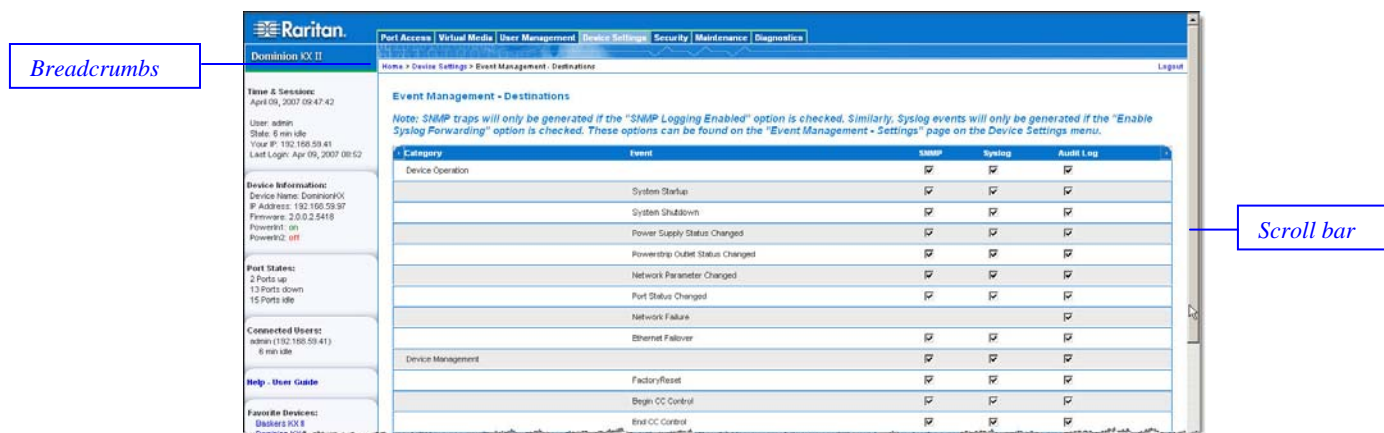 Raritan.
Dominion KX II
Port Access Virtual Media User Management Device Settings Security Maintenance Diagnostics
Home > Device Settings > Event Management - Destinations
Logout
Breadcrumbs
Scroll bar
Time & Session:
April 09, 2007 09:47:42
User: admin
State: 6 min idle
Your IP: 192.168.59.41
Last Login: Apr 09, 2007 08:52
Device Information:
Device Name: DominionKX
IP Address: 192.168.59.97
Firmware: 2.0.0.2.5418
PowerIn1: on
PowerIn2: off
Port States:
2 Ports up
13 Ports down
15 Ports idle
Connected Users:
admin (192.168.59.41)
6 min idle
Help - User Guide
Favorite Devices:
Daskers KX II
Event Management - Destinations
Note: SNMP traps will only be generated if the "SNMP Logging Enabled" option is checked. Similarly, Syslog events will only be generated if the "Enable
Syslog Forwarding" option is checked. These options can be found on the "Event Management - Settings" page on the Device Settings menu.
Category Event SNMP Syslog Audit Log
Device Operation
System Startup
System Shutdown
Power Supply Status Changed
Powerstrip Outlet Status Changed
Network Parameter Changed
Port Status Changed
Network Failure
Ethernet Failover
Device Management
FactoryReset
Begin CC Control
End CC Control